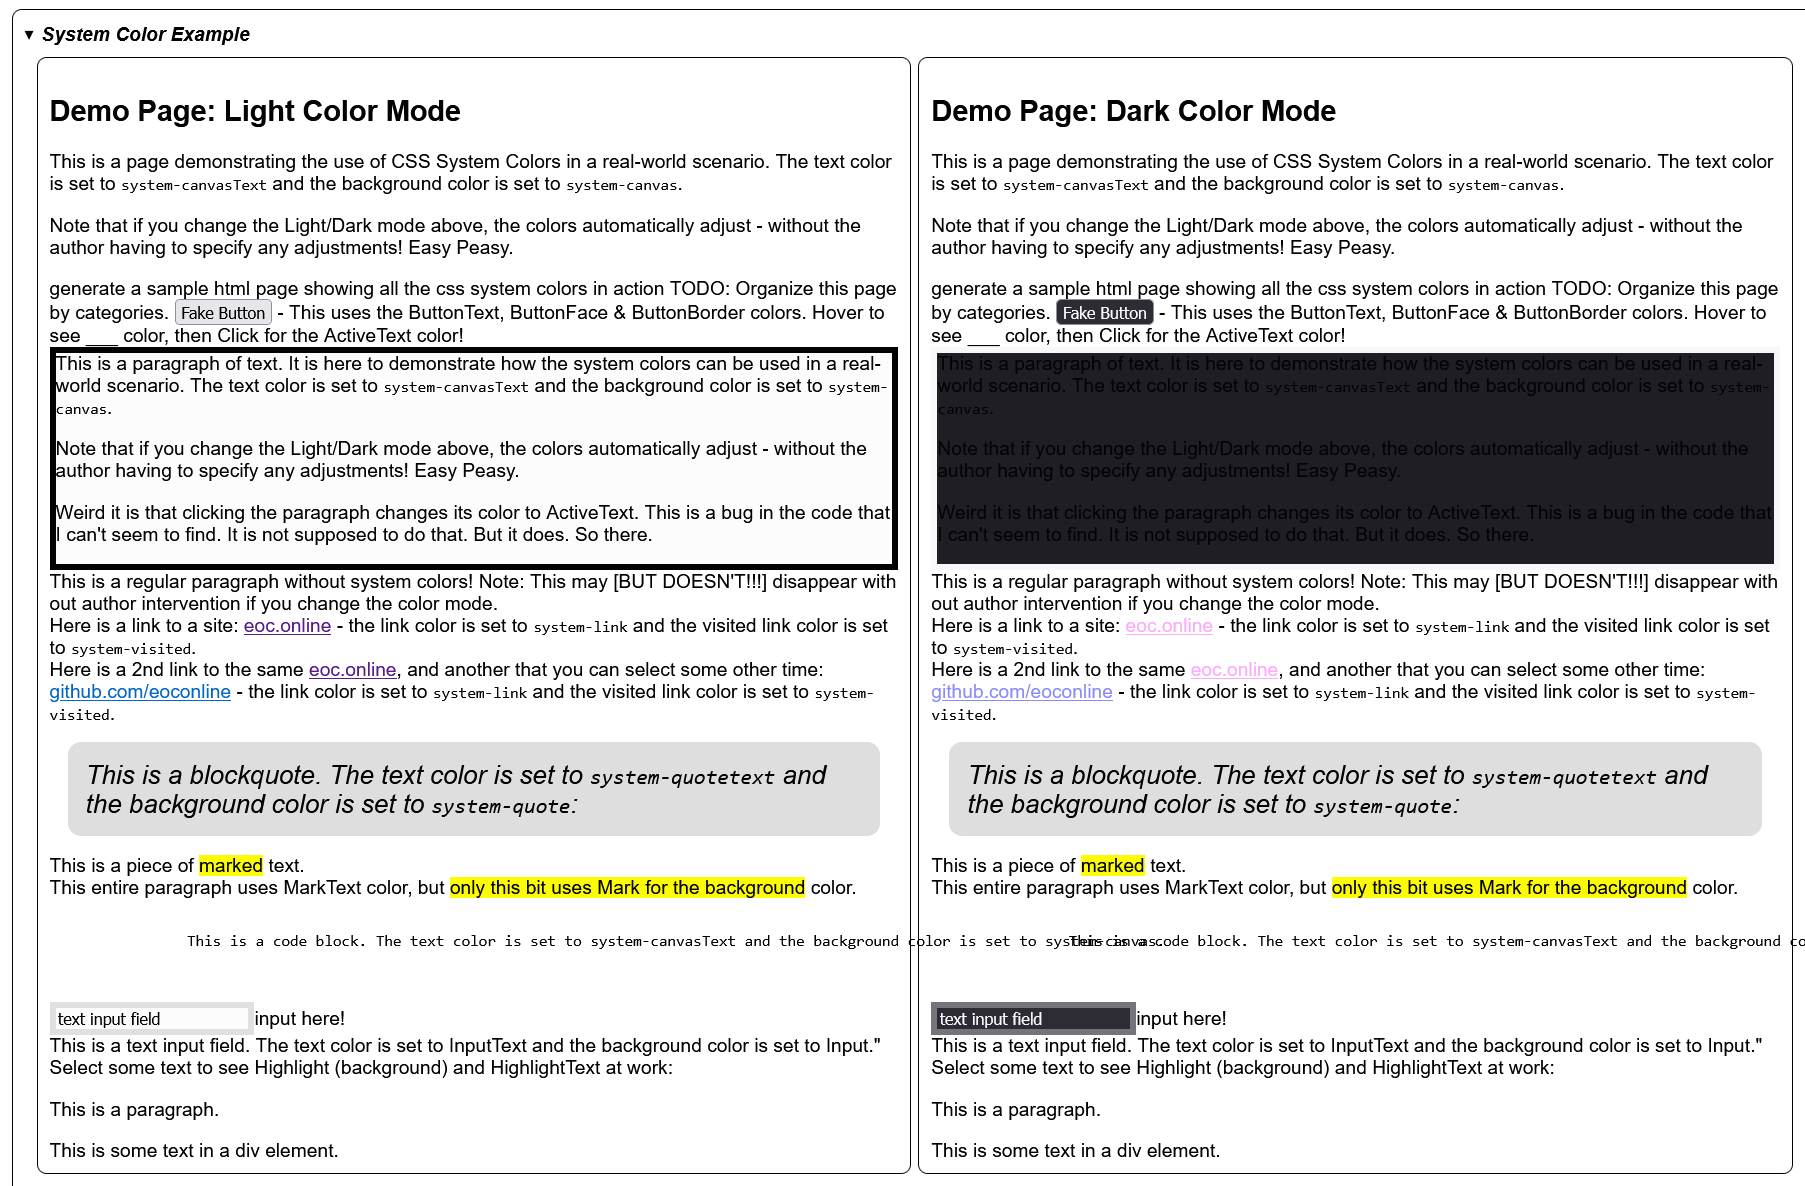 ▼ System Color Example
Demo Page: Light Color Mode
This is a page demonstrating the use of CSS System Colors in a real-world scenario. The text color
is set to system-canvasText and the background color is set to system-canvas.
Note that if you change the Light/Dark mode above, the colors automatically adjust - without the
author having to specify any adjustments! Easy Peasy.
generate a sample html page showing all the css system colors in action TODO: Organize this page
by categories. Fake Button - This uses the ButtonText, ButtonFace & ButtonBorder colors. Hover to
see ___ color, then Click for the ActiveText color!
This is a paragraph of text. It is here to demonstrate how the system colors can be used in a real-
world scenario. The text color is set to system-canvasText and the background color is set to system-
canvas.
Note that if you change the Light/Dark mode above, the colors automatically adjust - without the
author having to specify any adjustments! Easy Peasy.
Weird it is that clicking the paragraph changes its color to ActiveText. This is a bug in the code that
I can't seem to find. It is not supposed to do that. But it does. So there.
This is a regular paragraph without system colors! Note: This may [BUT DOESN'T!!!] disappear with
out author intervention if you change the color mode.
Here is a link to a site: eoc.online - the link color is set to system-link and the visited link color is set
to system-visited.
Here is a 2nd link to the same eoc.online, and another that you can select some other time:
github.com/eoconline - the link color is set to system-link and the visited link color is set to system-
visited.
This is a blockquote. The text color is set to system-quotetext and
the background color is set to system-quote:
This is a piece of marked text.
This entire paragraph uses MarkText color, but only this bit uses Mark for the background color.
This is a code block. The text color is set to system-canvasText and the background color is set to system-canvas.
text input field input here!
This is a text input field. The text color is set to InputText and the background color is set to Input."
Select some text to see Highlight (background) and HighlightText at work:
This is a paragraph.
This is some text in a div element.
Demo Page: Dark Color Mode
This is a page demonstrating the use of CSS System Colors in a real-world scenario. The text color
is set to system-canvasText and the background color is set to system-canvas.
Note that if you change the Light/Dark mode above, the colors automatically adjust - without the
author having to specify any adjustments! Easy Peasy.
generate a sample html page showing all the css system colors in action TODO: Organize this page
by categories. Fake Button - This uses the ButtonText, ButtonFace & ButtonBorder colors. Hover to
see ___ color, then Click for the ActiveText color!
This is a paragraph of text. It is here to demonstrate how the system colors can be used in a real-
world scenario. The text color is set to system-canvasText and the background color is set to system-
canvas.
Note that if you change the Light/Dark mode above, the colors automatically adjust - without the
author having to specify any adjustments! Easy Peasy.
Weird it is that clicking the paragraph changes its color to ActiveText. This is a bug in the code that
I can't seem to find. It is not supposed to do that. But it does. So there.
This is a regular paragraph without system colors! Note: This may [BUT DOESN'T!!!] disappear with
out author intervention if you change the color mode.
Here is a link to a site: eoc.online - the link color is set to system-link and the visited link color is set
to system-visited.
Here is a 2nd link to the same eoc.online, and another that you can select some other time:
github.com/eoconline - the link color is set to system-link and the visited link color is set to system-
visited.
This is a blockquote. The text color is set to system-quotetext and
the background color is set to system-quote:
This is a piece of marked text.
This entire paragraph uses MarkText color, but only this bit uses Mark for the background color.
This is a code block. The text color is set to system-canvasText and the background co
text input field input here!
This is a text input field. The text color is set to InputText and the background color is set to Input."
Select some text to see Highlight (background) and HighlightText at work:
This is a paragraph.
This is some text in a div element.